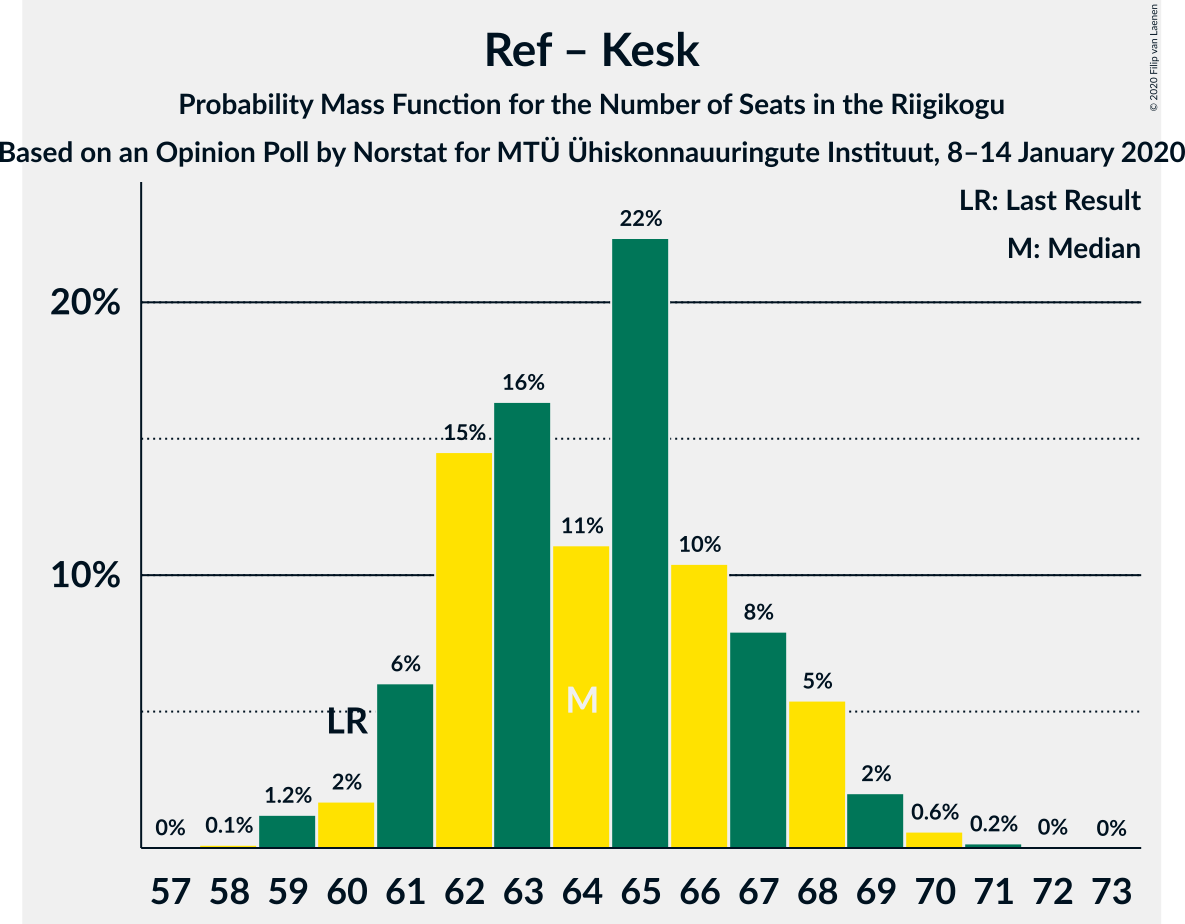 Ref – Kesk
Probability Mass Function for the Number of Seats in the Riigikogu
Based on an Opinion Poll by Norstat for MTÜ Ühiskonnauuringute Instituut, 8–14 January 2020
© 2020 Filip van Laenen
LR: Last Result
M: Median
22%
20%
16%
15%
11%
10%
10%
8%
6%
5%
M
LR
2%
2%
1.2%
0.6%
0.2%
0.1%
0%
0%
0%
57 58 59 60 61 62 63 64 65 66 67 68 69 70 71 72 73